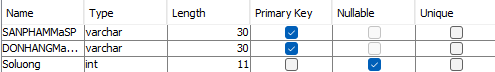 Name Type Length Primary Key Nullable Unique
SANPHAMMaSP varchar 30
DONHANGMa... varchar 30
Soluong int 11